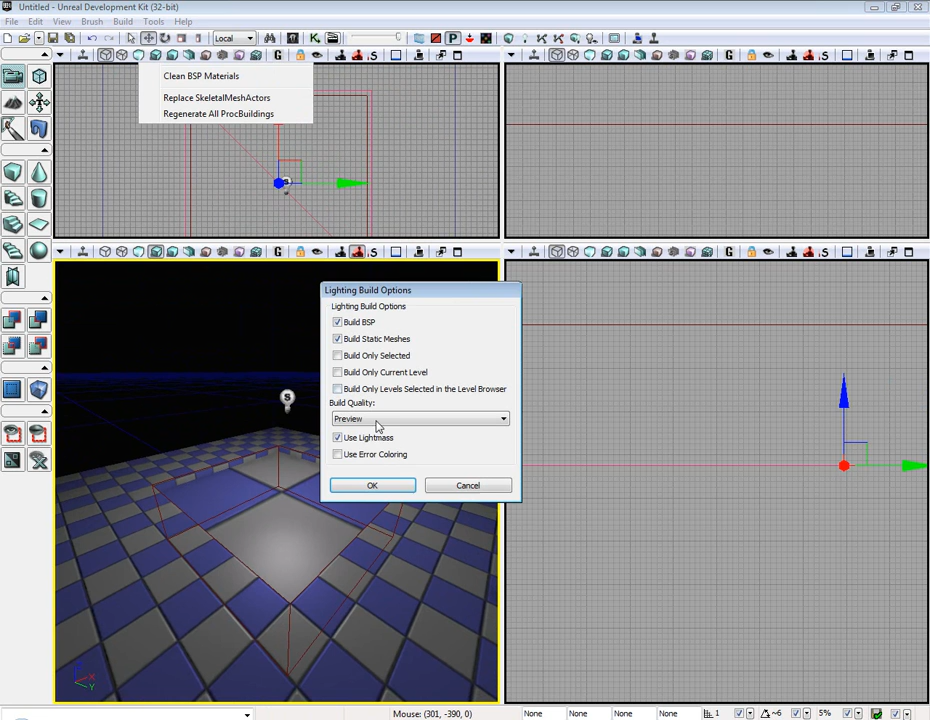 Untitled - Unreal Development Kit (32-bit)
File Edit View Brush Build Tools Help
Local
G
Clean BSP Materials
Replace SkeletalMeshActors
Regenerate All ProcBuildings
Lighting Build Options
Lighting Build Options
Build BSP
Build Static Meshes
Build Only Selected
Build Only Current Level
Build Only Levels Selected in the Level Browser
Build Quality:
Preview
Use Lightmass
Use Error Coloring
OK Cancel
Mouse: (301, -390, 0) None None None None 1 ~6 5%